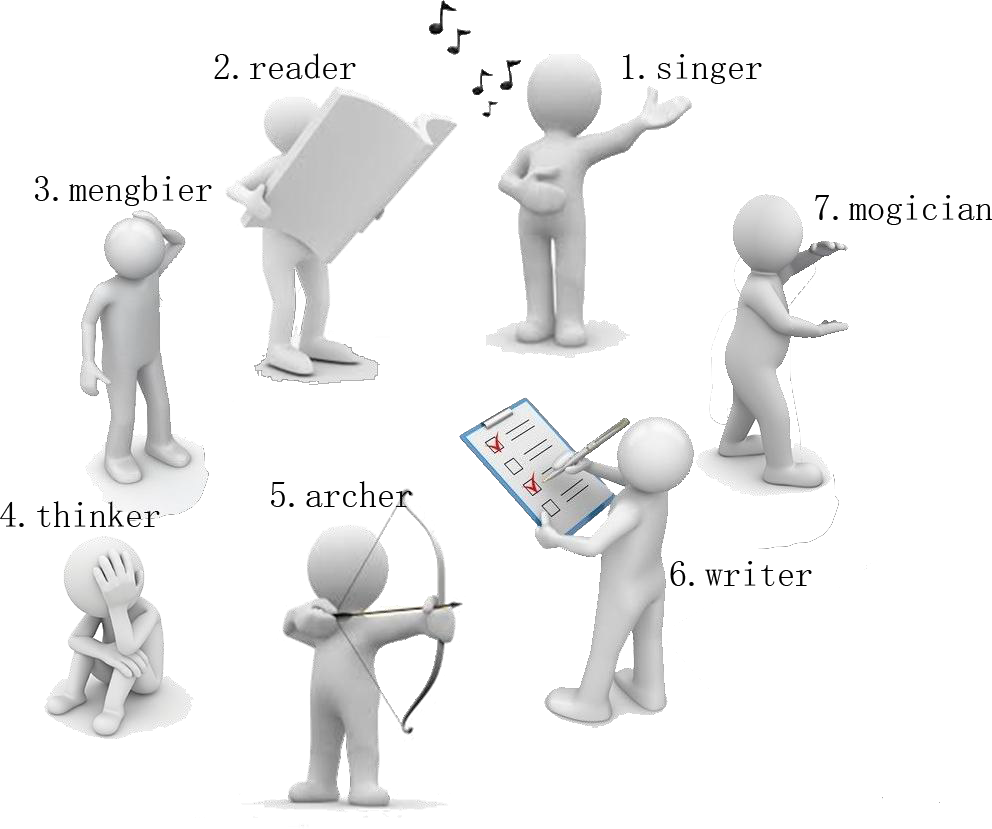 1.singer
2.reader
3.mengbier
4.thinker
5.archer
6.writer
7.mogician